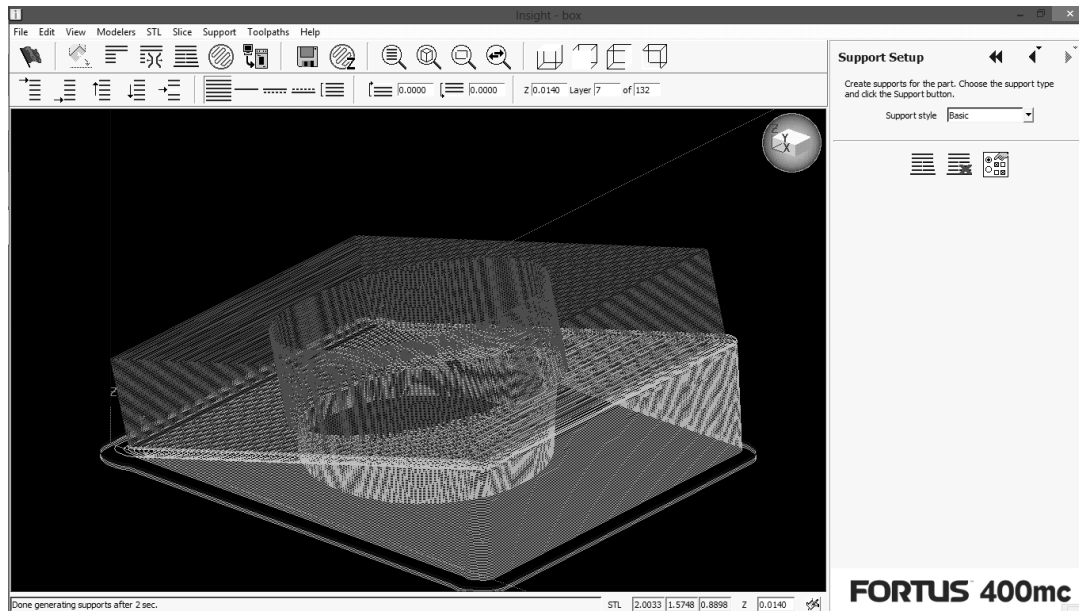 Insight - box
File Edit View Modelers STL Slice Support Toolpaths Help
0.0000 0.0000 Z 0.0140 Layer 7 of 132
Support Setup
Create supports for the part. Choose the support type
and click the Support button.
Support style Basic
Z
Y
X
Z
Done generating supports after 2 sec.
STL 2.0033 1.5748 0.8898 Z 0.0140
FORTUS 400mc